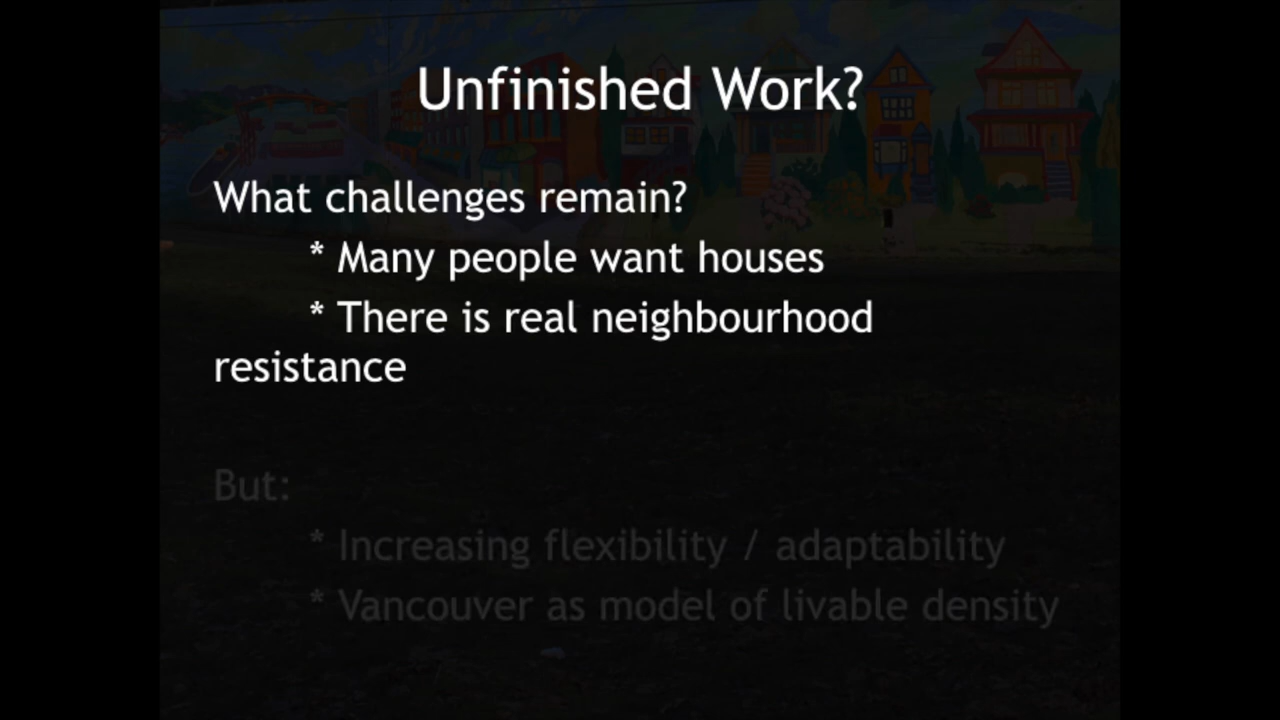 Unfinished Work?
What challenges remain?
* Many people want houses
* There is real neighbourhood
resistance
But:
* Increasing flexibility / adaptability
* Vancouver as model of livable density